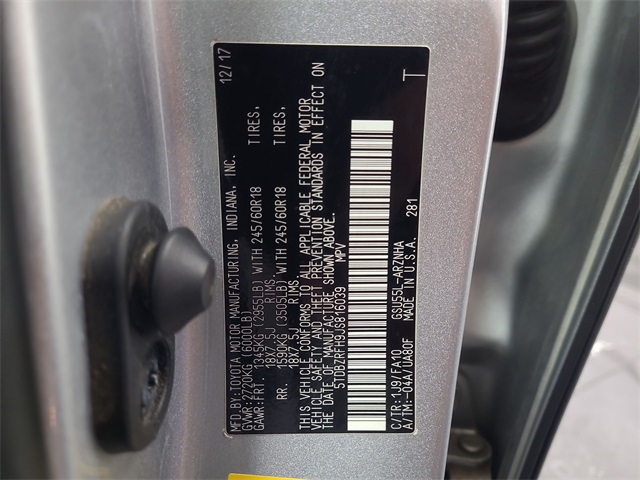 MFD.BY:TOYOTA MOTOR MANUFACTURING, INDIANA, INC. 12/17
GVWR:2720KG (6000LB)
GAWR:FRT. 1345KG (2955LB) WITH 245/60R18 TIRES,
18X7.5J RIMS
RR. 1590KG (3505LB) WITH 245/60R18 TIRES,
18X7.5J RIMS
THIS VEHICLE CONFORMS TO ALL APPLICABLE FEDERAL MOTOR
VEHICLE SAFETY AND THEFT PREVENTION STANDARDS IN EFFECT ON
THE DATE OF MANUFACTURE SHOWN ABOVE.
5TDBZRFH9JS816039 MPV
C/TR:1J9/FA10 GSU55L-ARZNHA T
A/TM:-04A/UA80F MADE IN U.S.A. 281